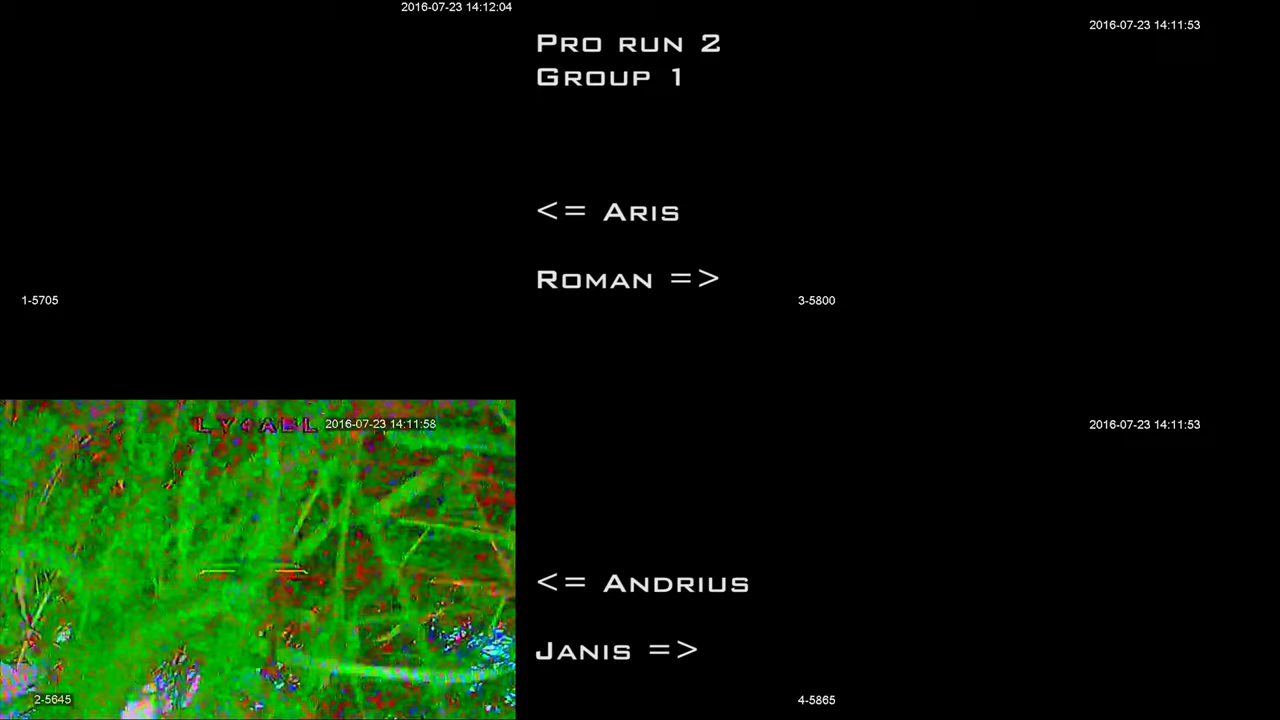 2016-07-23 14:12:04
PRO RUN 2
2016-07-23 14:11:53
GROUP 1
<= ARIS
ROMAN =>
1-5705
3-5800
2016-07-23 14:11:58
2016-07-23 14:11:53
<= ANDRIUS
JANIS =>
2-5645
4-5865